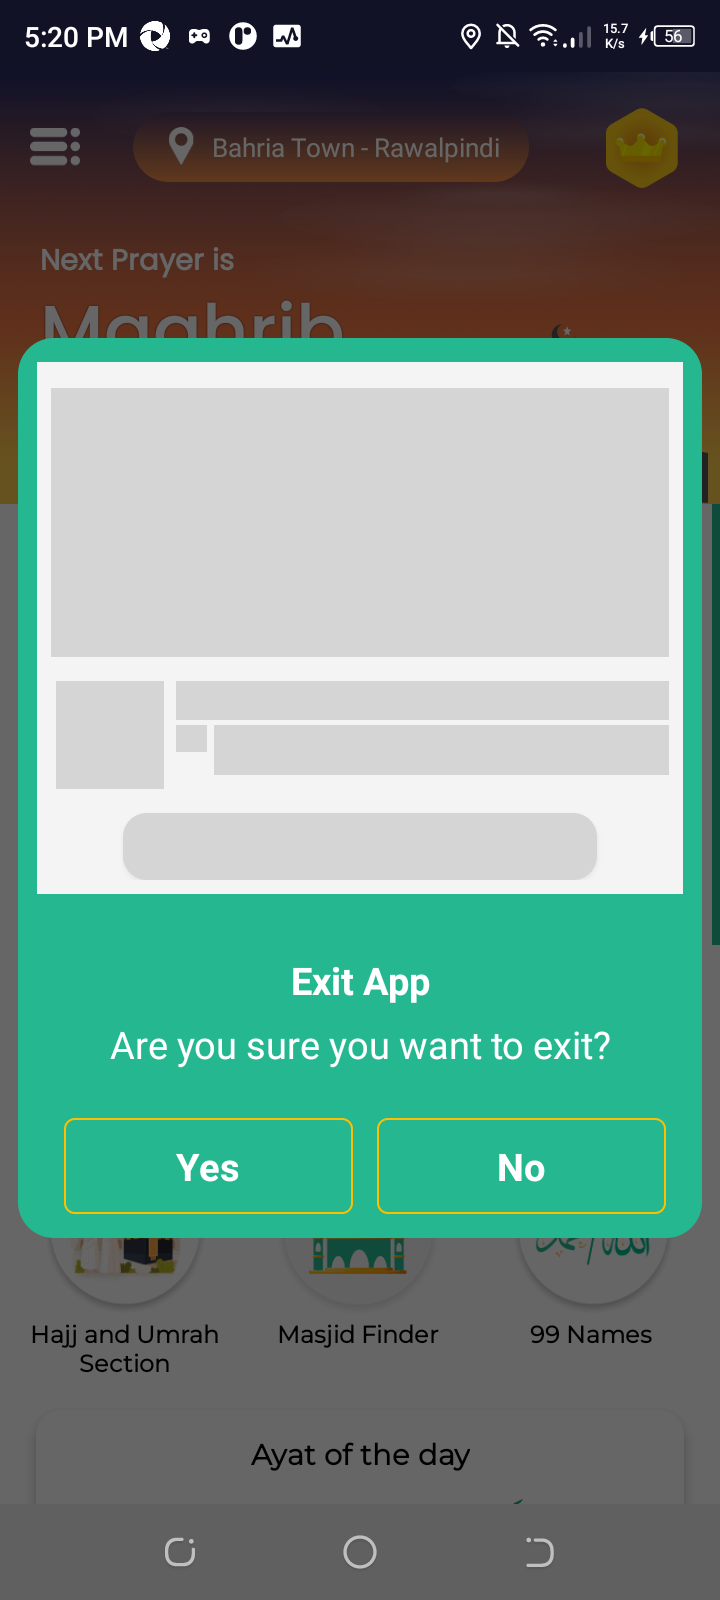 5:20 PM
15.7
K/s
56
Bahria Town - Rawalpindi
Next Prayer is
Maghrib
Exit App
Are you sure you want to exit?
Yes
No
Hajj and Umrah
Section
Masjid Finder
99 Names
Ayat of the day